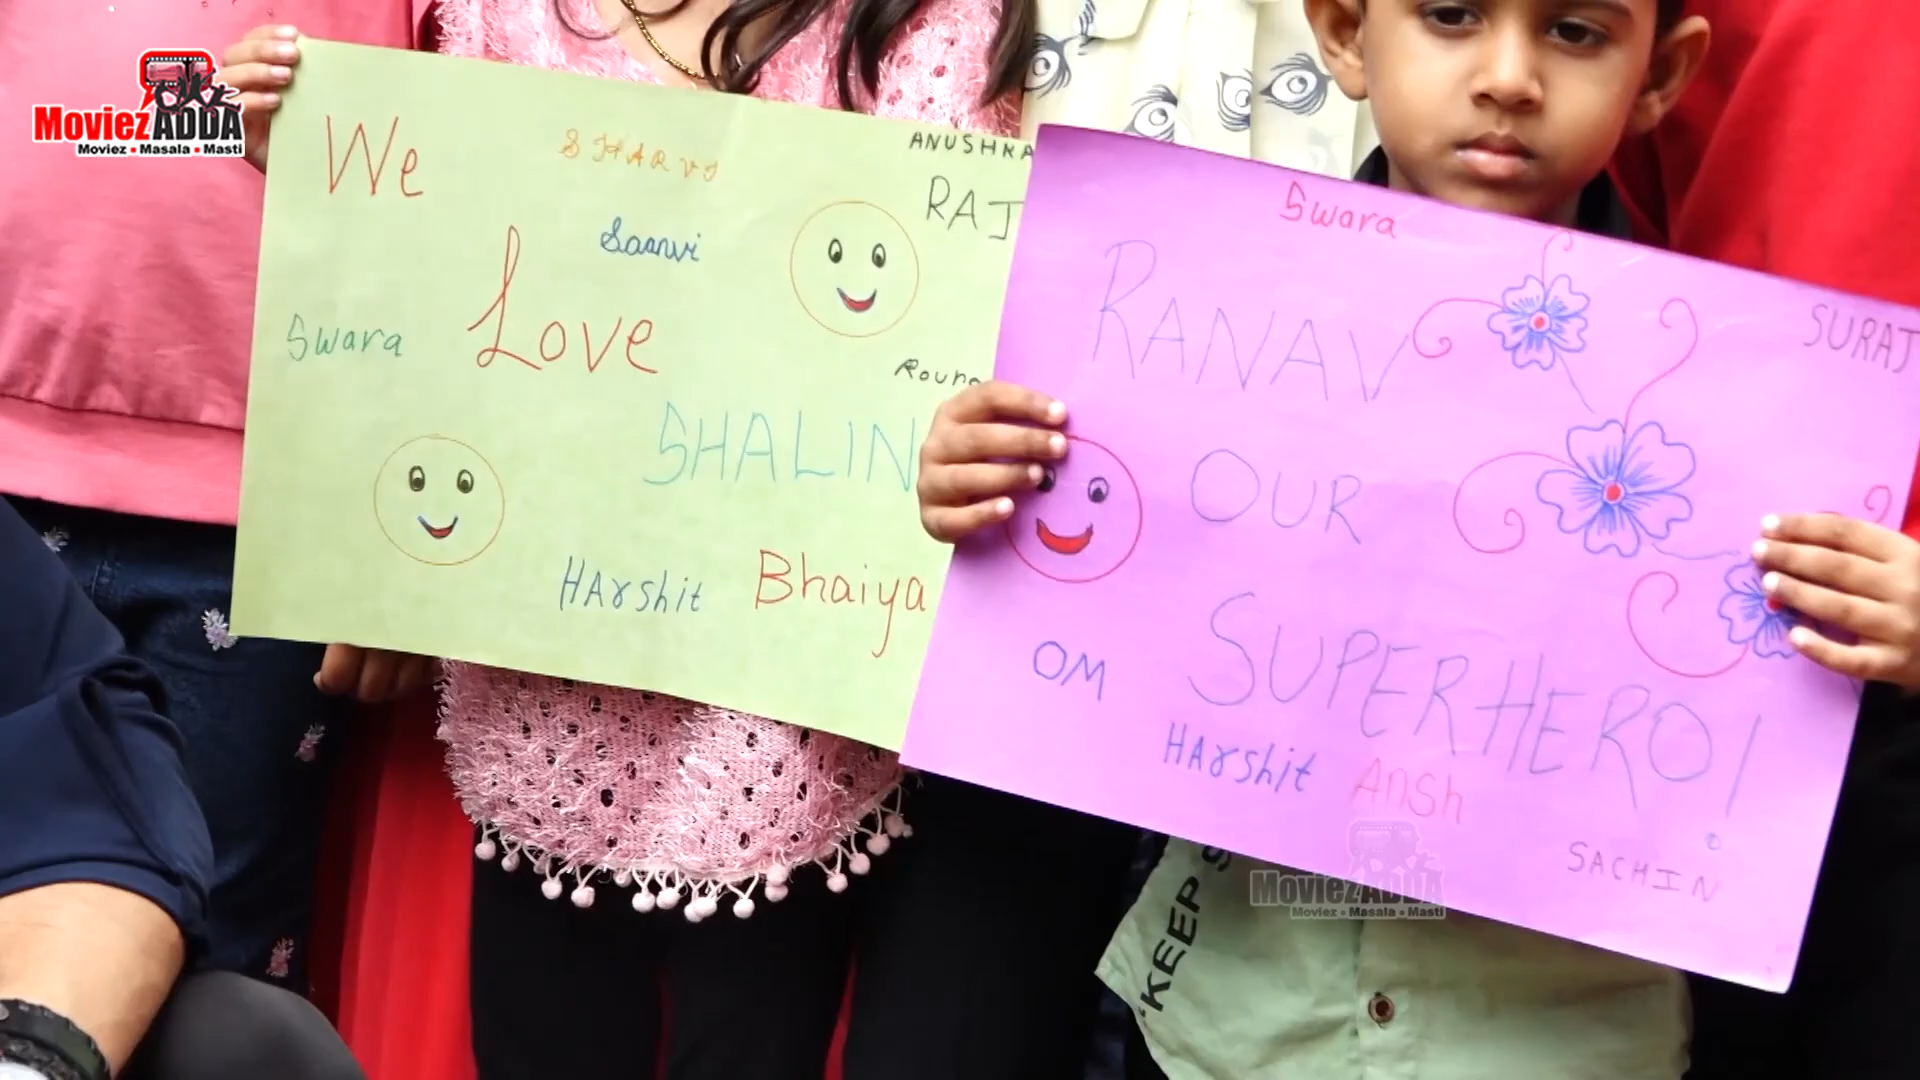 MoviezADDA
Moviez • Masala • Masti
We
SHARVI
ANUSHKA
RAJ
Saanvi
Swara
Love
SHALIN
Harshit
Bhaiya
Swara
RANAV
SURAJ
OUR
SUPERHERO!
OM
Harshit
Ansh
SACHIN
MoviezADDA
Moviez • Masala • Masti
"KEEP